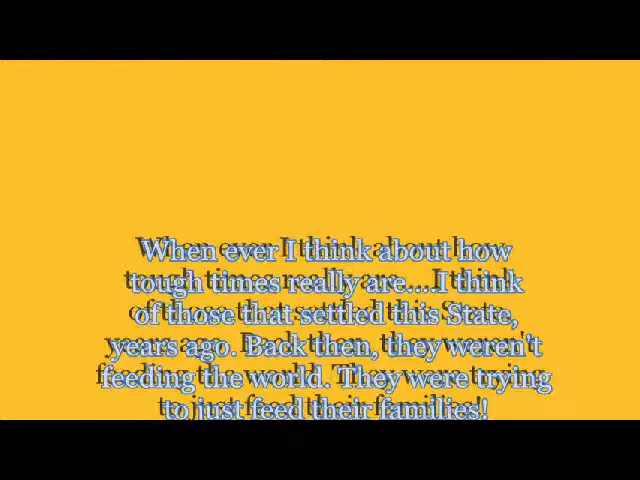 When ever I think about how
tough times really are....I think
of those that settled this State,
years ago. Back then, they weren't
feeding the world. They were trying
to just feed their families!